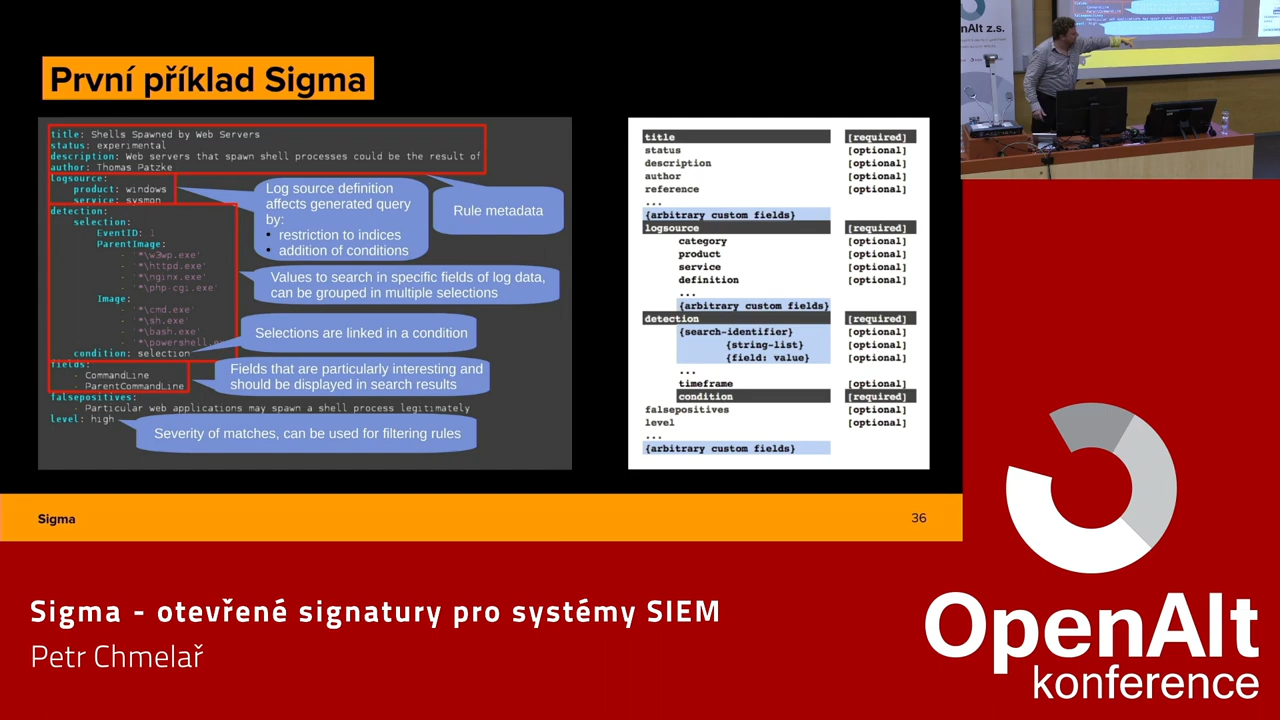 První příklad Sigma
title: Shells Spawned by Web Servers
status: experimental
description: Web servers that spawn shell processes could be the result of
author: Thomas Patzke
logsource:
product: windows
service: sysmon
detection:
selection:
EventID: 1
ParentImage:
- '*\w3wp.exe'
- '*\httpd.exe'
- '*\nginx.exe'
- '*\php-cgi.exe'
Image:
- '*\cmd.exe'
- '*\sh.exe'
- '*\bash.exe'
- '*\powershell.e
condition: selection
fields:
- CommandLine
- ParentCommandLine
falsepositives:
- Particular web applications may spawn a shell process legitimately
level: high
Rule metadata
Log source definition
affects generated query
by:
• restriction to indices
• addition of conditions
Values to search in specific fields of log data,
can be grouped in multiple selections
Selections are linked in a condition
Fields that are particularly interesting and
should be displayed in search results
Severity of matches, can be used for filtering rules
title [required]
status [optional]
description [optional]
author [optional]
reference [optional]
...
{arbitrary custom fields}
logsource [required]
category [optional]
product [optional]
service [optional]
definition [optional]
...
{arbitrary custom fields}
detection [required]
{search-identifier} [optional]
{string-list} [optional]
{field: value} [optional]
...
timeframe [optional]
condition [required]
falsepositives [optional]
level [optional]
...
{arbitrary custom fields}
Sigma
36
nAlt z.s.
Sigma - otevřené signatury pro systémy SIEM
Petr Chmelař
OpenAlt
konference